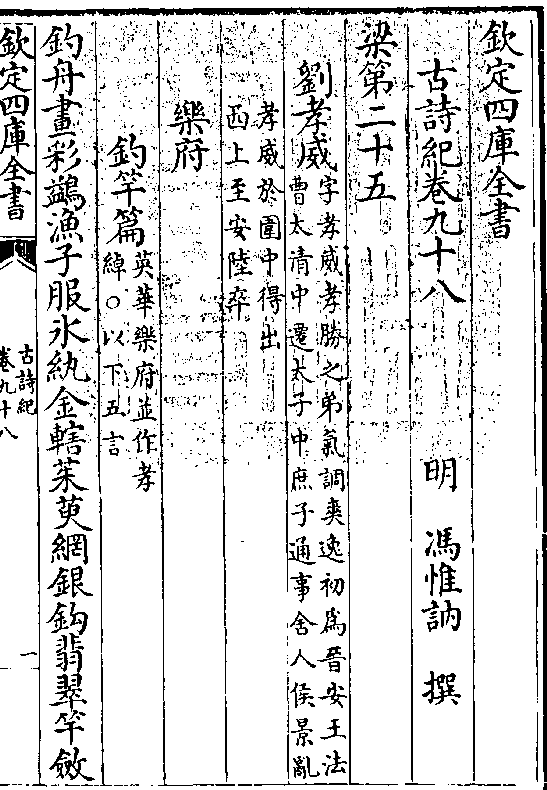 欽定四庫全書
古詩紀卷九十八
明 馮惟訥 撰
梁第二十五
劉孝威字孝威孝勝之弟氣調爽逸初為晉安王法
曹太清中遷太子中庶子通事舍人侯景亂
孝威於圍中得出
西上至安陸卒
樂府
釣竿篇英華樂府並作孝
綽○以下五言
釣舟畫彩鷁漁子服氷紈金轄茱萸網銀鈎翡翠竿斂
欽定四庫全書
古詩紀
卷九十八
一